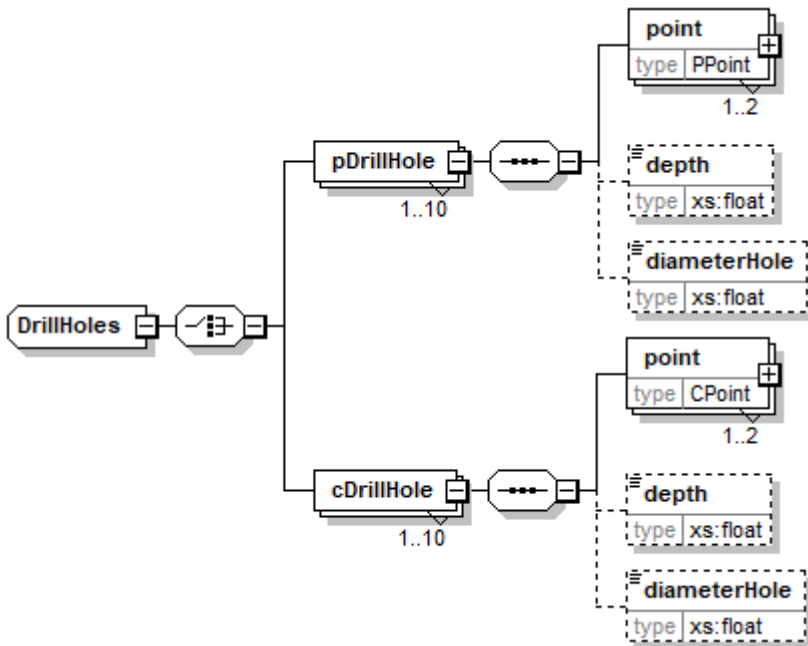 point
type PPoint
1..2
pDrillHole
1..10
depth
type xs:float
diameterHole
type xs:float
DrillHoles
point
type CPoint
1..2
cDrillHole
1..10
depth
type xs:float
diameterHole
type xs:float